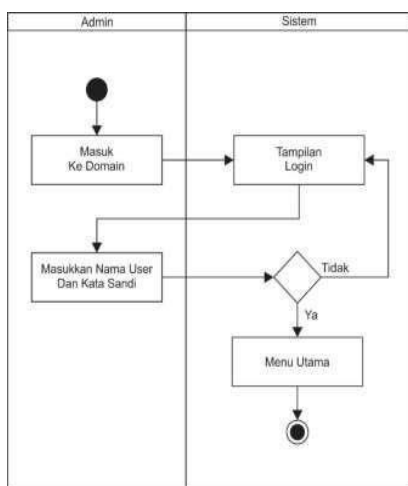 Admin
Sistem
Masuk
Ke Domain
Tampilan
Login
Masukkan Nama User
Dan Kata Sandi
Tidak
Ya
Menu Utama